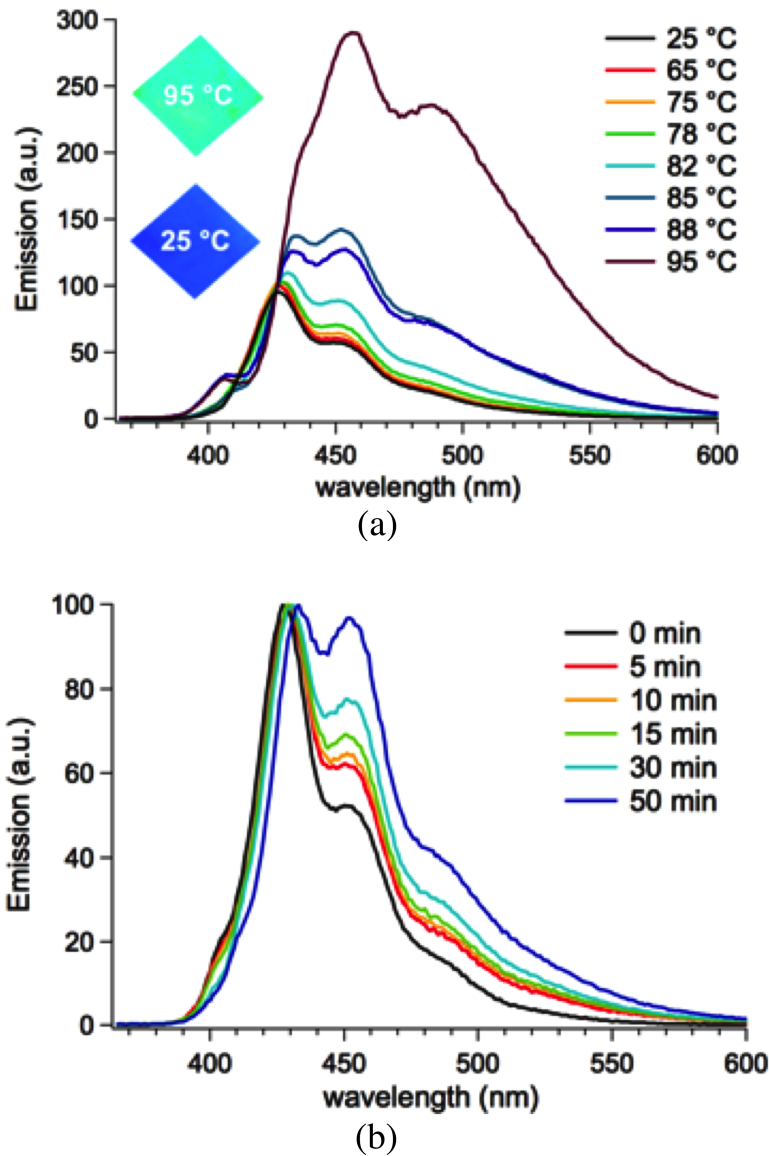 300
250
200
150
100
50
0
Emission (a.u.)
95 °C
25 °C
25 °C
65 °C
75 °C
78 °C
82 °C
85 °C
88 °C
95 °C
400 450 500 550 600
wavelength (nm)
(a)
100
80
60
40
20
0
Emission (a.u.)
0 min
5 min
10 min
15 min
30 min
50 min
400 450 500 550 600
wavelength (nm)
(b)